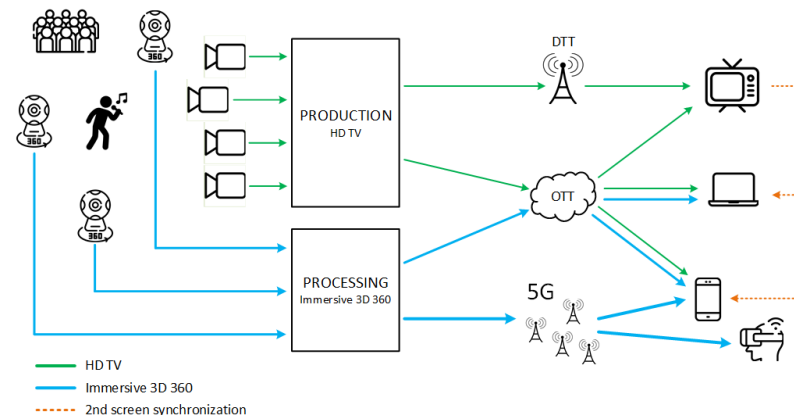 360
DTT
PRODUCTION
HD TV
360
OTT
360
PROCESSING
Immersive 3D 360
5G
HD TV
Immersive 3D 360
2nd screen synchronization